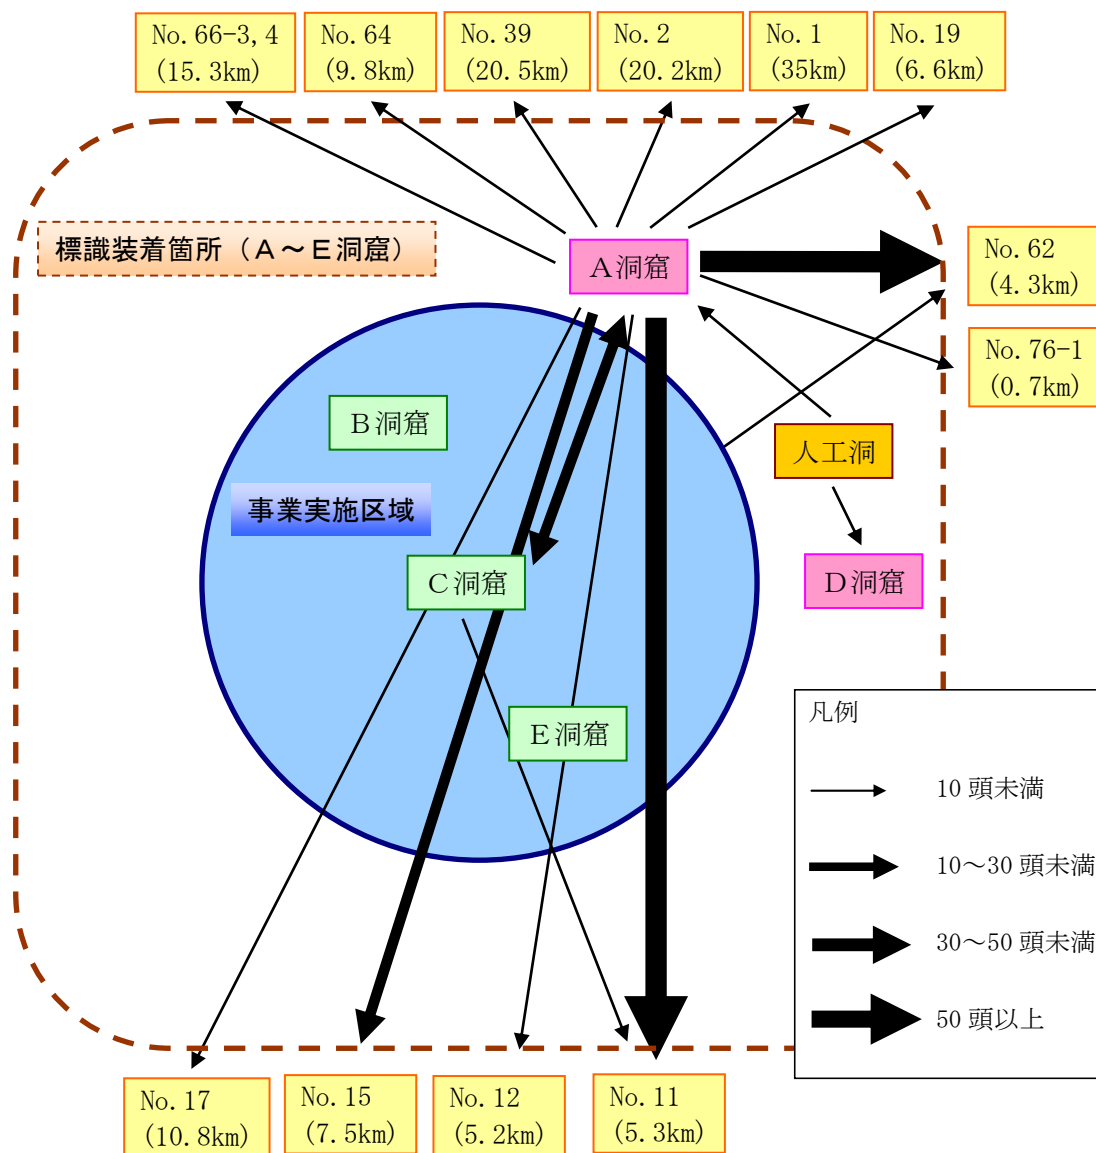 No.66-3,4
(15.3km)
No.64
(9.8km)
No.39
(20.5km)
No.2
(20.2km)
No.1
(35km)
No.19
(6.6km)
標識装着箇所（A～E洞窟）
A洞窟
No.62
(4.3km)
No.76-1
(0.7km)
B洞窟
人工洞
事業実施区域
C洞窟
D洞窟
E洞窟
凡例
10頭未満
10～30頭未満
30～50頭未満
50頭以上
No.17
(10.8km)
No.15
(7.5km)
No.12
(5.2km)
No.11
(5.3km)